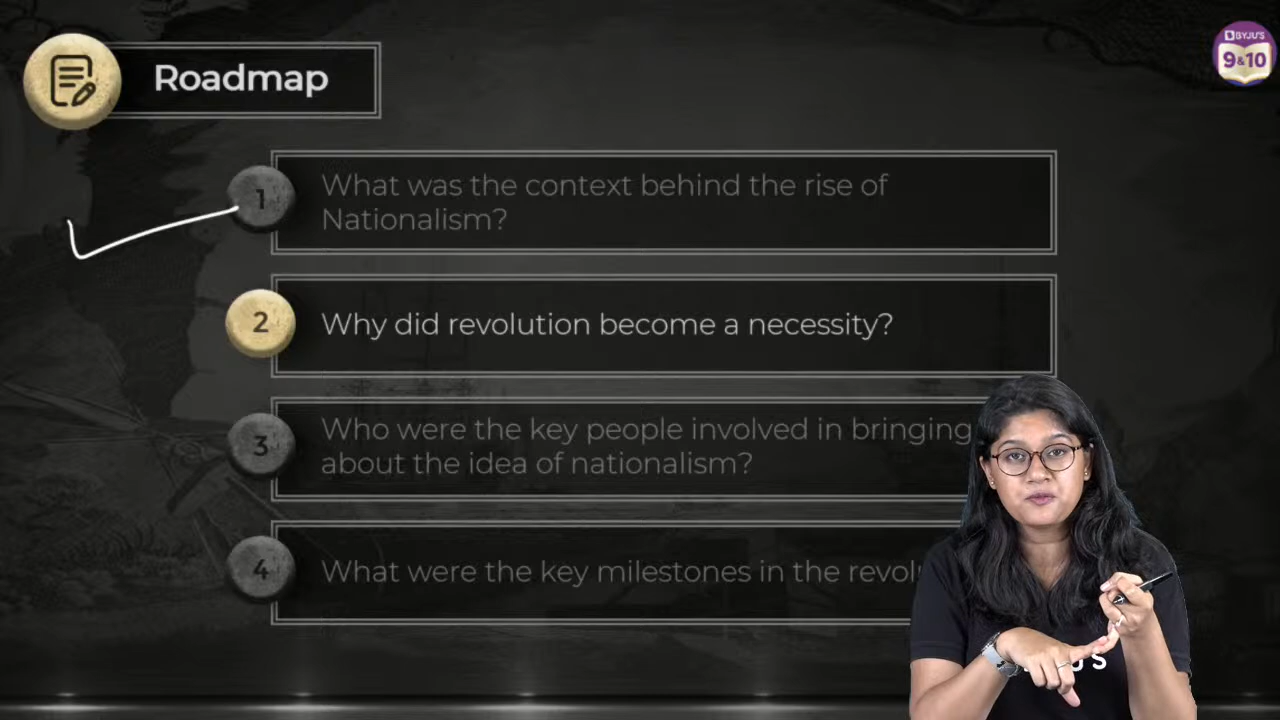 Roadmap
BYJU'S
9&10
1
What was the context behind the rise of
Nationalism?
2
Why did revolution become a necessity?
3
Who were the key people involved in bringing
about the idea of nationalism?
4
What were the key milestones in the